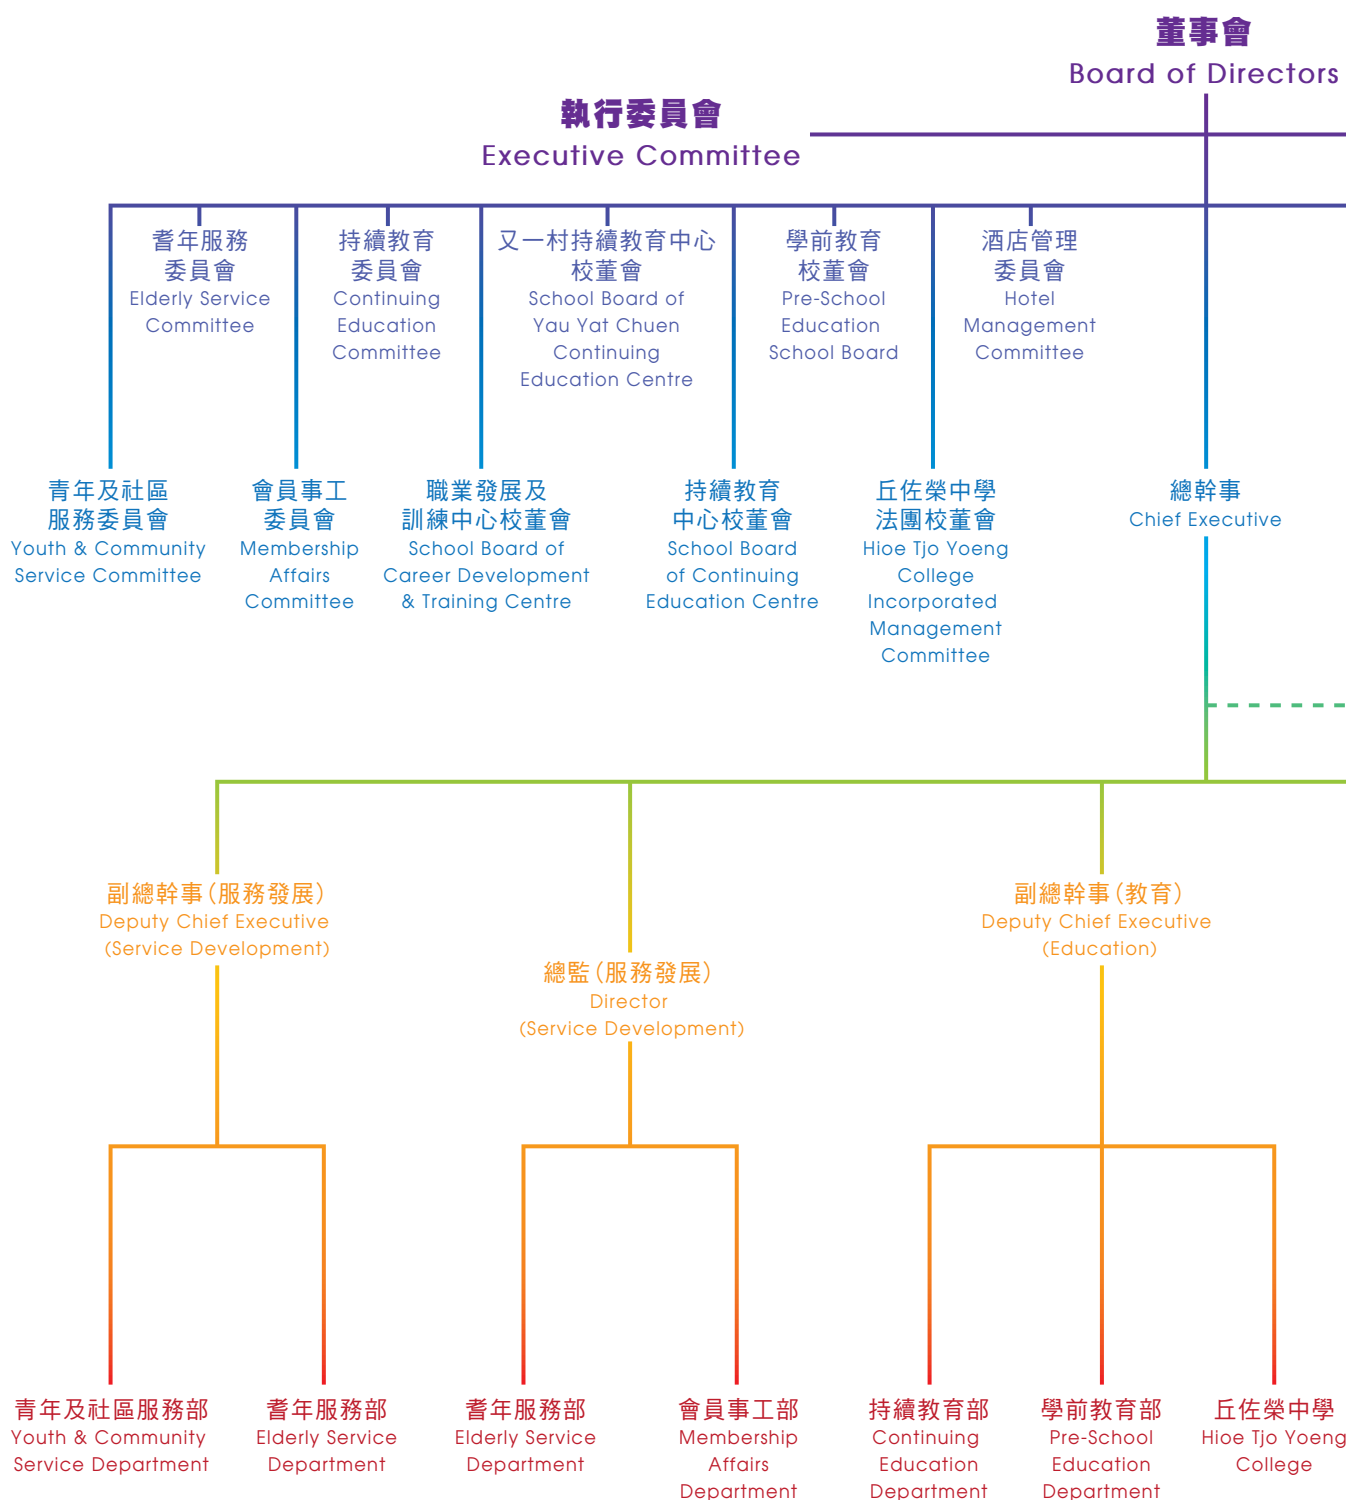 董事會
Board of Directors
執行委員會
Executive Committee
耆年服務
委員會
Elderly Service
Committee
持續教育
委員會
Continuing
Education
Committee
又一村持續教育中心
校董會
School Board of
Yau Yat Chuen
Continuing
Education Centre
學前教育
校董會
Pre-School
Education
School Board
酒店管理
委員會
Hotel
Management
Committee
青年及社區
服務委員會
Youth & Community
Service Committee
會員事工
委員會
Membership
Affairs
Committee
職業發展及
訓練中心校董會
School Board of
Career Development
& Training Centre
持續教育
中心校董會
School Board
of Continuing
Education Centre
丘佐榮中學
法團校董會
Hioe Tjo Yoeng
College
Incorporated
Management
Committee
總幹事
Chief Executive
副總幹事(服務發展)
Deputy Chief Executive
(Service Development)
總監(服務發展)
Director
(Service Development)
副總幹事(教育)
Deputy Chief Executive
(Education)
青年及社區服務部
Youth & Community
Service Department
耆年服務部
Elderly Service
Department
耆年服務部
Elderly Service
Department
會員事工部
Membership
Affairs
Department
持續教育部
Continuing
Education
Department
學前教育部
Pre-School
Education
Department
丘佐榮中學
Hioe Tjo Yoeng
College